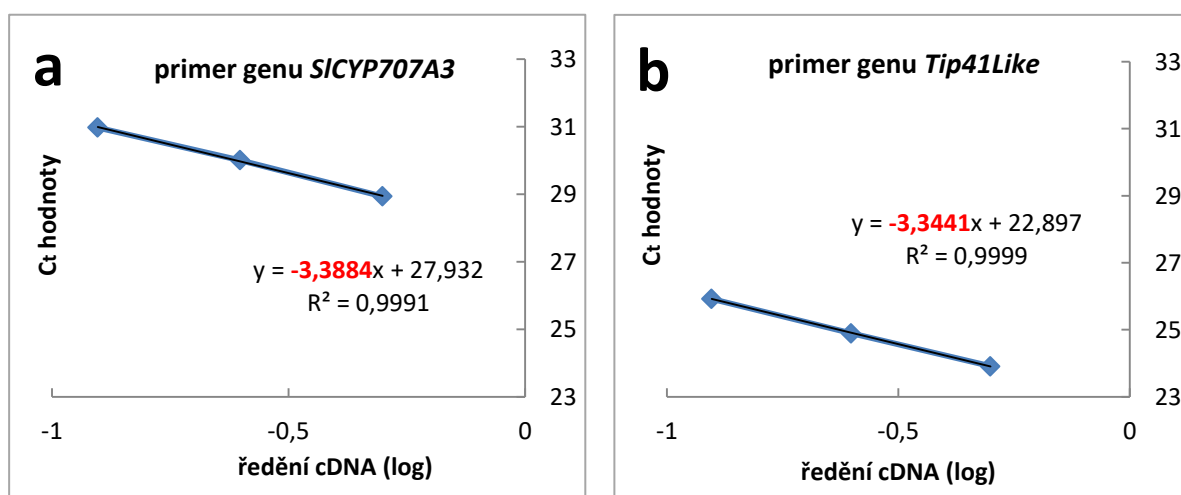 a
primer genu SlCYP707A3
33
31
29
27
25
23
Ct hodnoty
y = -3,3884x + 27,932
R² = 0,9991
-1
-0,5
0
ředění cDNA (log)
b
primer genu Tip41Like
33
31
29
27
25
23
Ct hodnoty
y = -3,3441x + 22,897
R² = 0,9999
-1
-0,5
0
ředění cDNA (log)